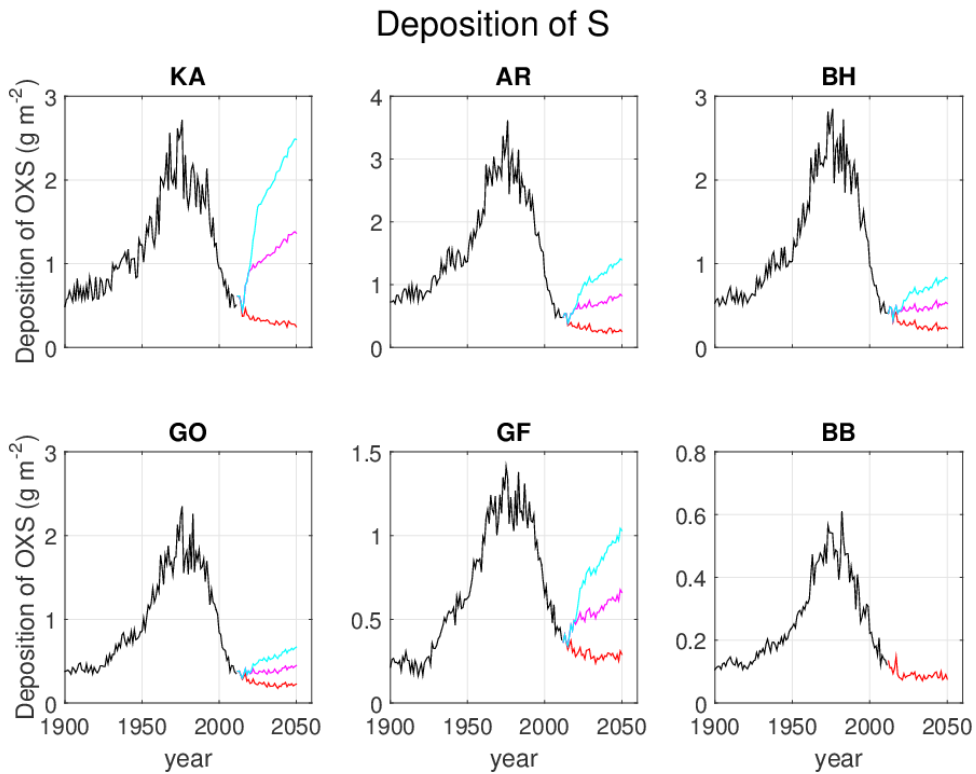 Deposition of S
KA
AR
BH
Deposition of OXS (g m-2)
3
2
1
0
4
3
2
1
0
3
2
1
0
GO
GF
BB
Deposition of OXS (g m-2)
3
2
1
0
1900 1950 2000 2050
year
1.5
1
0.5
0
1900 1950 2000 2050
year
0.8
0.6
0.4
0.2
0
1900 1950 2000 2050
year